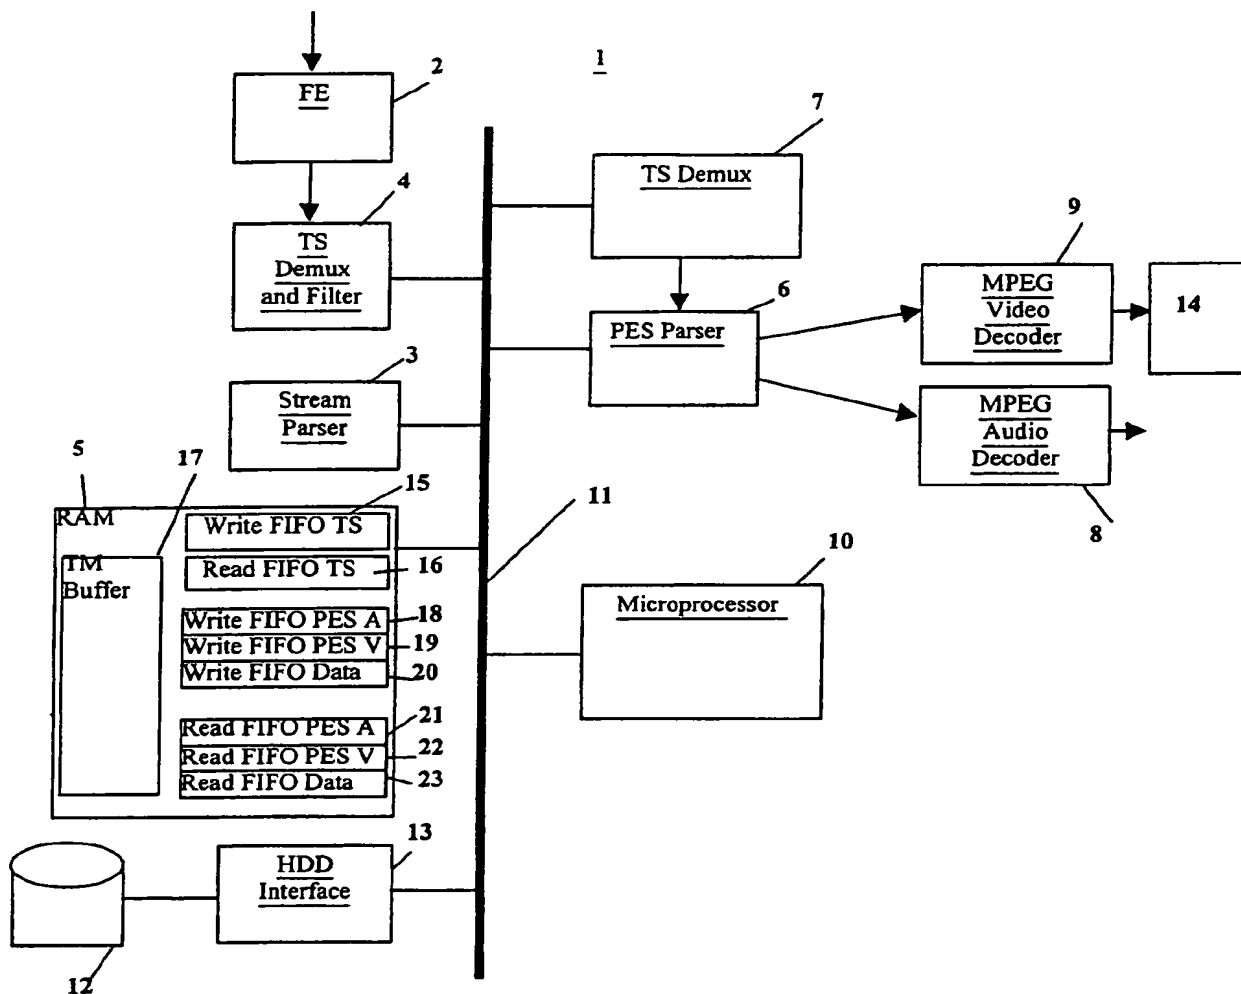 1
2
FE
7
TS Demux
4
TS
Demux
and Filter
9
MPEG
Video
Decoder
14
6
PES Parser
3
Stream
Parser
MPEG
Audio
Decoder
8
5
17
15
11
RAM
Write FIFO TS
TM
Buffer
Read FIFO TS
16
10
Microprocessor
Write FIFO PES A
18
Write FIFO PES V
19
Write FIFO Data
20
Read FIFO PES A
21
Read FIFO PES V
22
Read FIFO Data
23
13
HDD
Interface
12